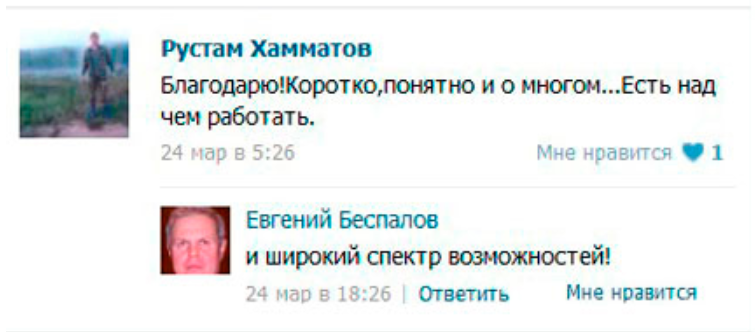 Рустам Хамматов
Благодарю!Коротко,понятно и о многом...Есть над
чем работать.
24 мар в 5:26 Мне нравится 1
Евгений Беспалов
и широкий спектр возможностей!
24 мар в 18:26 | Ответить Мне нравится